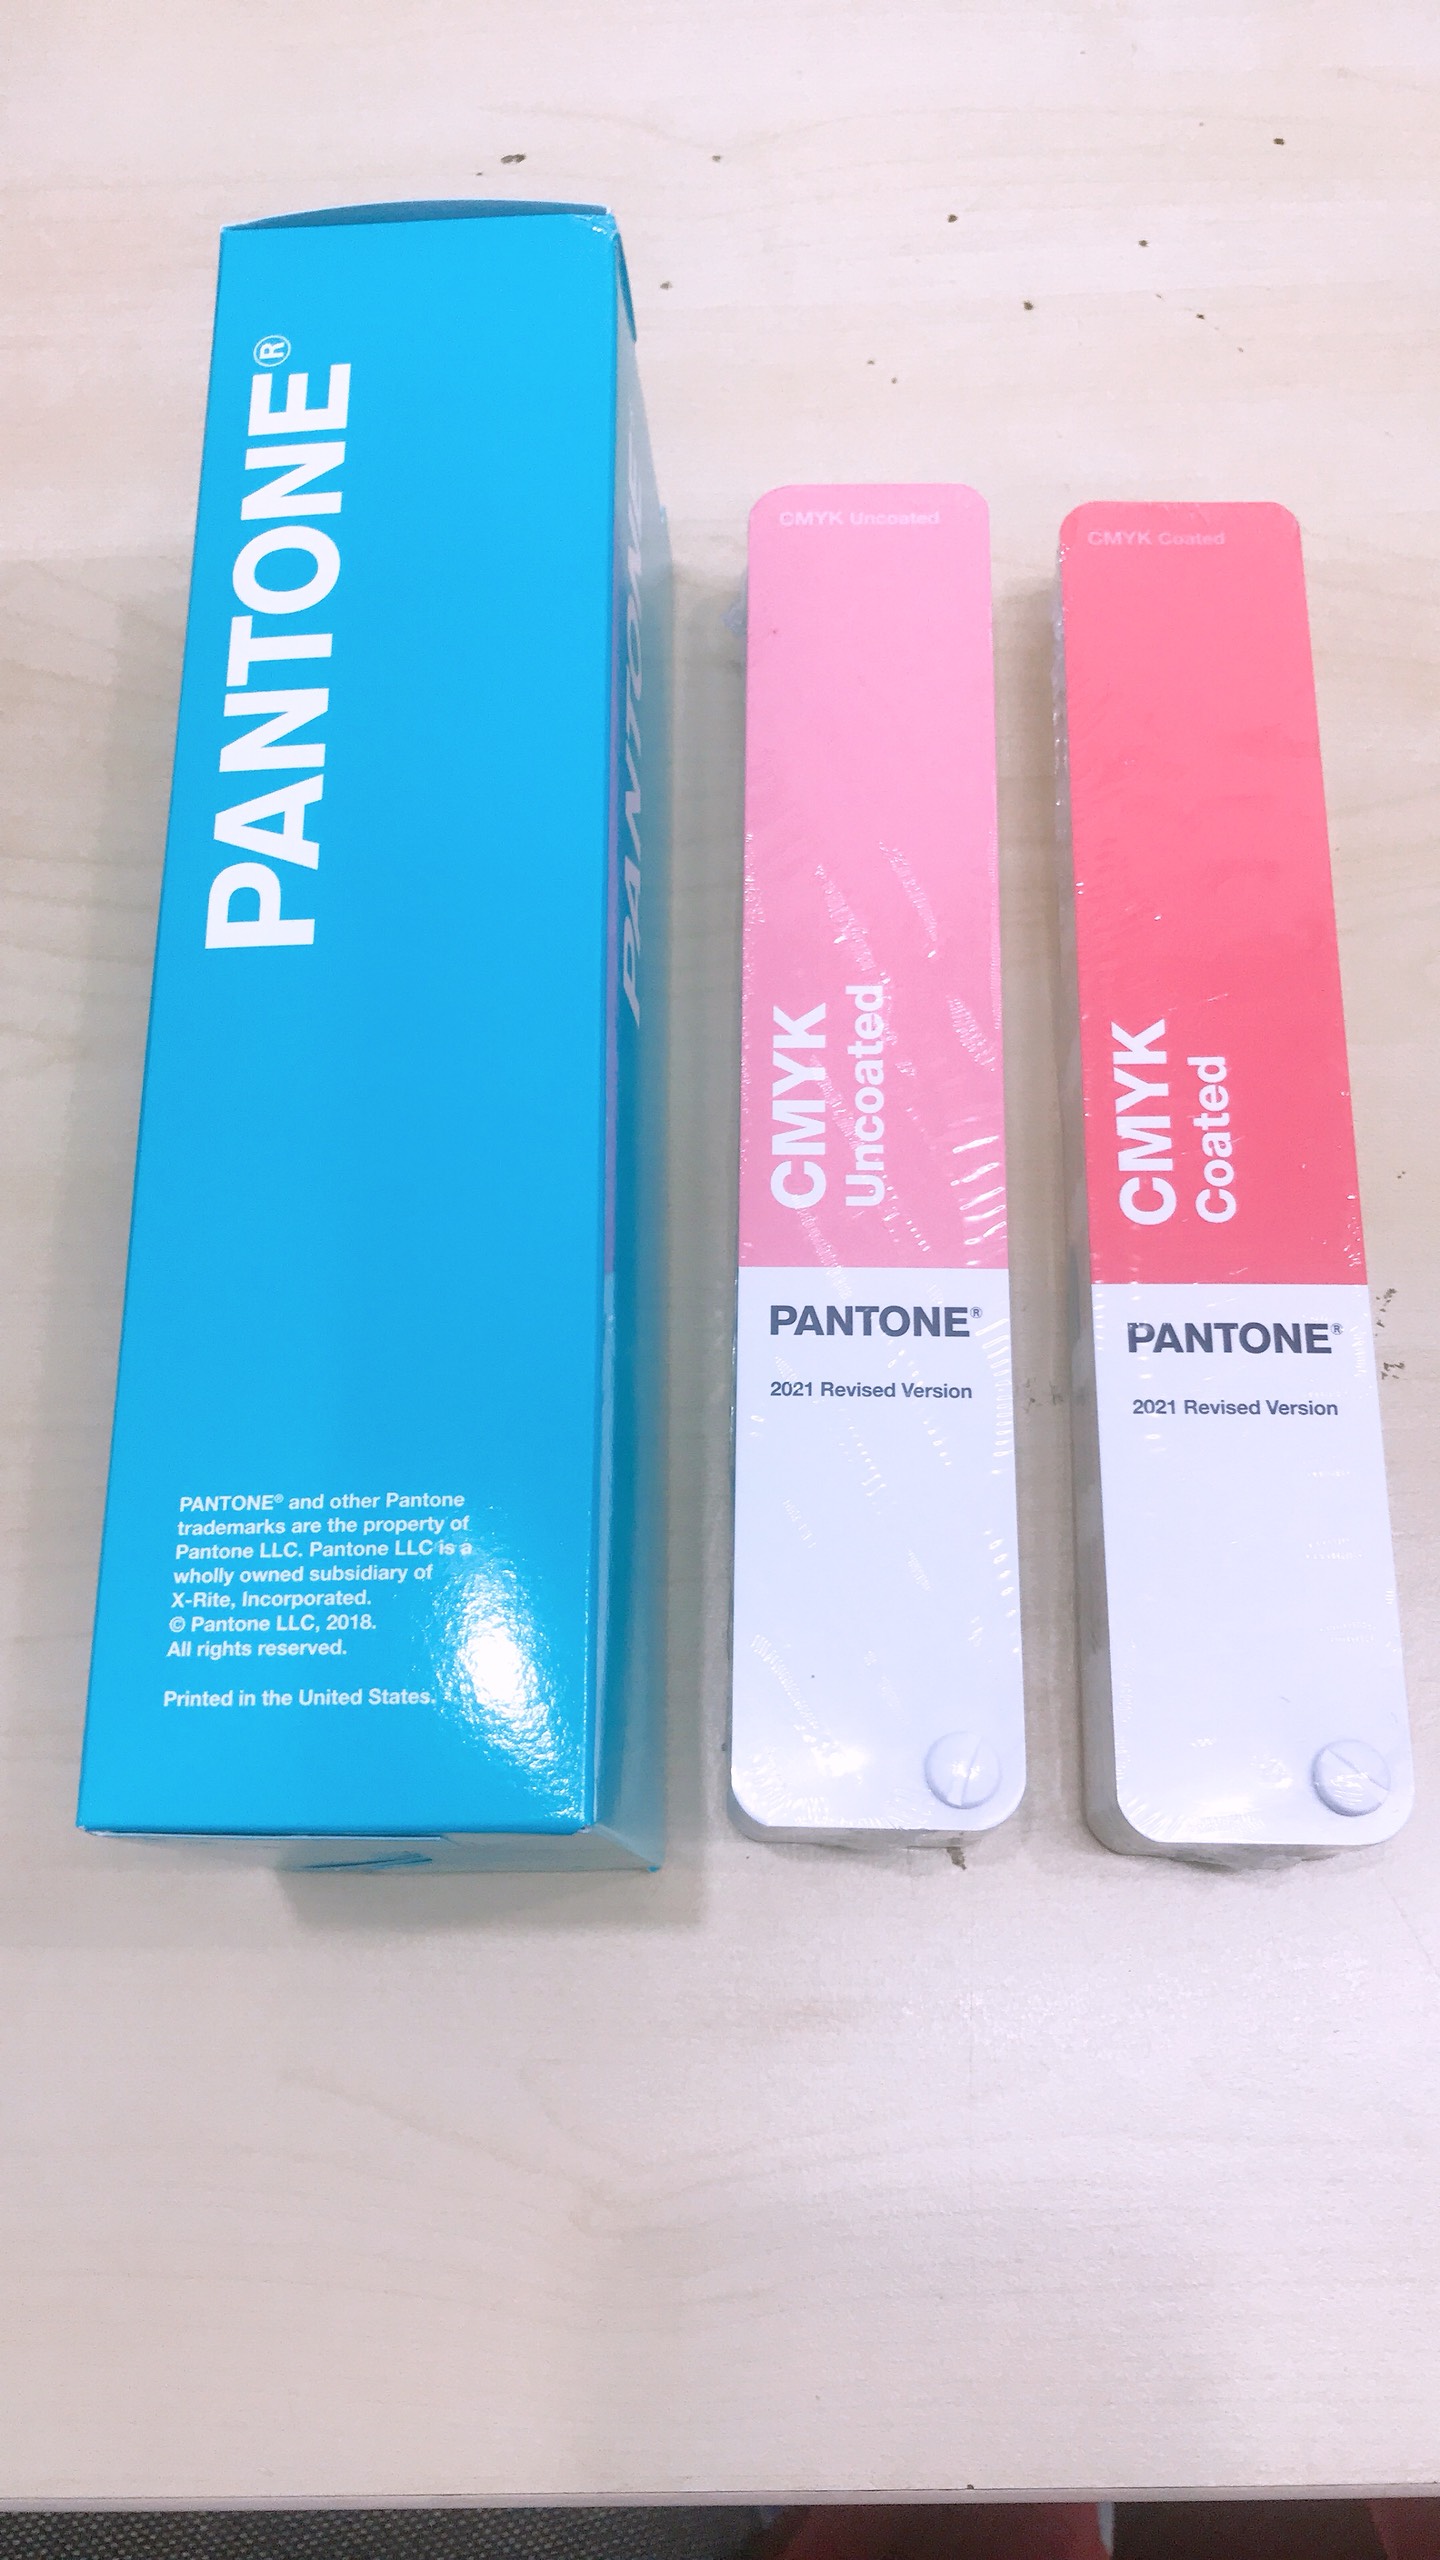 PANTONE®
PANTONE® and other Pantone
trademarks are the property of
Pantone LLC. Pantone LLC is a
wholly owned subsidiary of
X-Rite, Incorporated.
© Pantone LLC, 2018.
All rights reserved.
Printed in the United States.
PANTONE
CMYK Uncoated
CMYK
Uncoated
PANTONE®
2021 Revised Version
CMYK Coated
CMYK
Coated
PANTONE®
2021 Revised Version